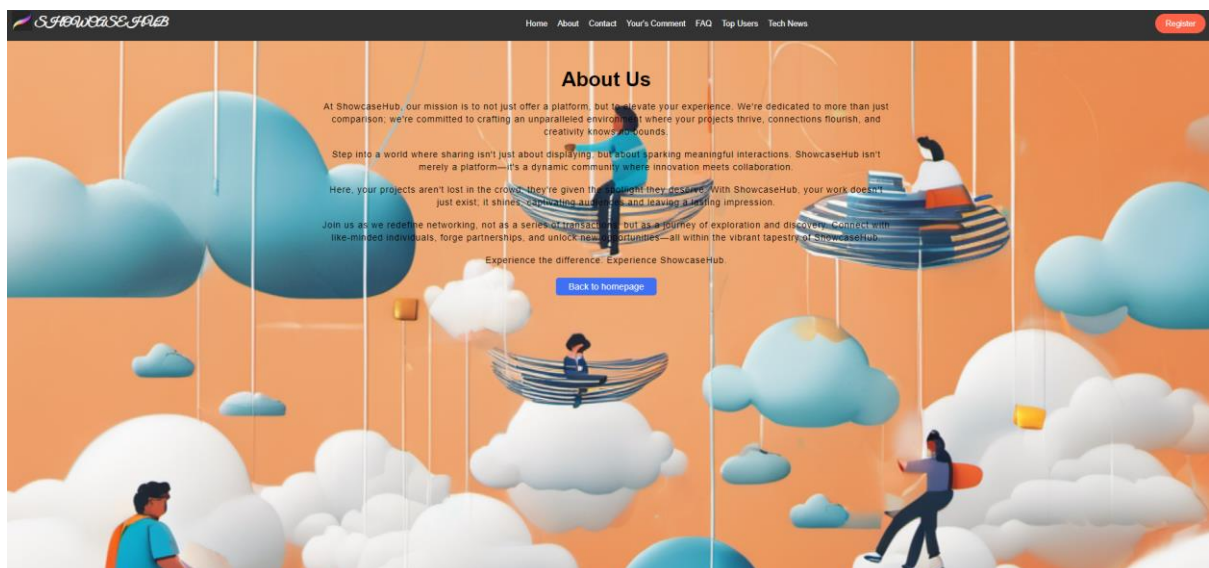 SHOWCASE HUB
Home About Contact Your's Comment FAQ Top Users Tech News
Register
About Us
At ShowcaseHub, our mission is to not just offer a platform, but to elevate your experience. We're dedicated to more than just
comparison; we're committed to crafting an unparalleled environment where your projects thrive, connections flourish, and
creativity knows no bounds.
Step into a world where sharing isn't just about displaying, but about sparking meaningful interactions. ShowcaseHub isn't
merely a platform—it's a dynamic community where innovation meets collaboration.
Here, your projects aren't lost in the crowd; they're given the spotlight they deserve. With ShowcaseHub, your work doesn't
just exist; it shines, captivating audiences and leaving a lasting impression.
Join us as we redefine networking, not as a series of transactions, but as a journey of exploration and discovery. Connect with
like-minded individuals, forge partnerships, and unlock new opportunities—all within the vibrant tapestry of ShowcaseHub.
Experience the difference. Experience ShowcaseHub.
Back to homepage